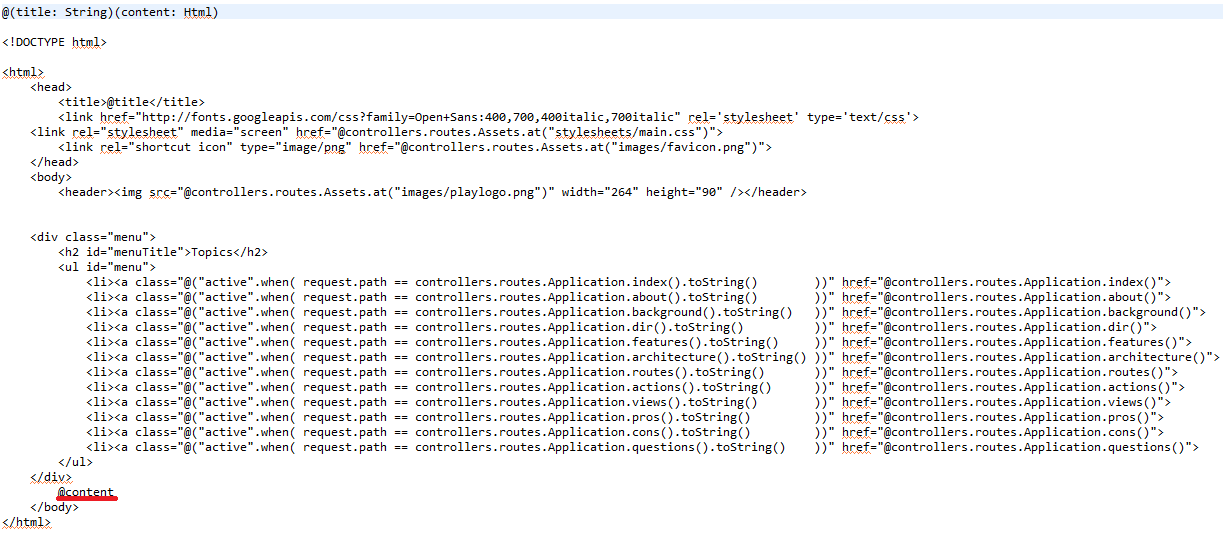 @(title: String)(content: Html)
<!DOCTYPE html>
<html>
<head>
<title>@title</title>
<link href="http://fonts.googleapis.com/css?family=Open+Sans:400,700,400italic,700italic" rel='stylesheet' type='text/css'>
<link rel="stylesheet" media="screen" href="@controllers.routes.Assets.at("stylesheets/main.css")">
<link rel="shortcut icon" type="image/png" href="@controllers.routes.Assets.at("images/favicon.png")">
</head>
<body>
<header><img src="@controllers.routes.Assets.at("images/playlogo.png")" width="264" height="90" /></header>
<div class="menu">
<h2 id="menuTitle">Topics</h2>
<ul id="menu">
<li><a class="@("active".when( request.path == controllers.routes.Application.index().toString()        ))" href="@controllers.routes.Application.index()">
<li><a class="@("active".when( request.path == controllers.routes.Application.about().toString()        ))" href="@controllers.routes.Application.about()">
<li><a class="@("active".when( request.path == controllers.routes.Application.background().toString()   ))" href="@controllers.routes.Application.background()">
<li><a class="@("active".when( request.path == controllers.routes.Application.dir().toString()          ))" href="@controllers.routes.Application.dir()">
<li><a class="@("active".when( request.path == controllers.routes.Application.features().toString()     ))" href="@controllers.routes.Application.features()">
<li><a class="@("active".when( request.path == controllers.routes.Application.architecture().toString() ))" href="@controllers.routes.Application.architecture()">
<li><a class="@("active".when( request.path == controllers.routes.Application.routes().toString()       ))" href="@controllers.routes.Application.routes()">
<li><a class="@("active".when( request.path == controllers.routes.Application.actions().toString()      ))" href="@controllers.routes.Application.actions()">
<li><a class="@("active".when( request.path == controllers.routes.Application.views().toString()        ))" href="@controllers.routes.Application.views()">
<li><a class="@("active".when( request.path == controllers.routes.Application.pros().toString()         ))" href="@controllers.routes.Application.pros()">
<li><a class="@("active".when( request.path == controllers.routes.Application.cons().toString()         ))" href="@controllers.routes.Application.cons()">
<li><a class="@("active".when( request.path == controllers.routes.Application.questions().toString()    ))" href="@controllers.routes.Application.questions()">
</ul>
</div>
@content
</body>
</html>